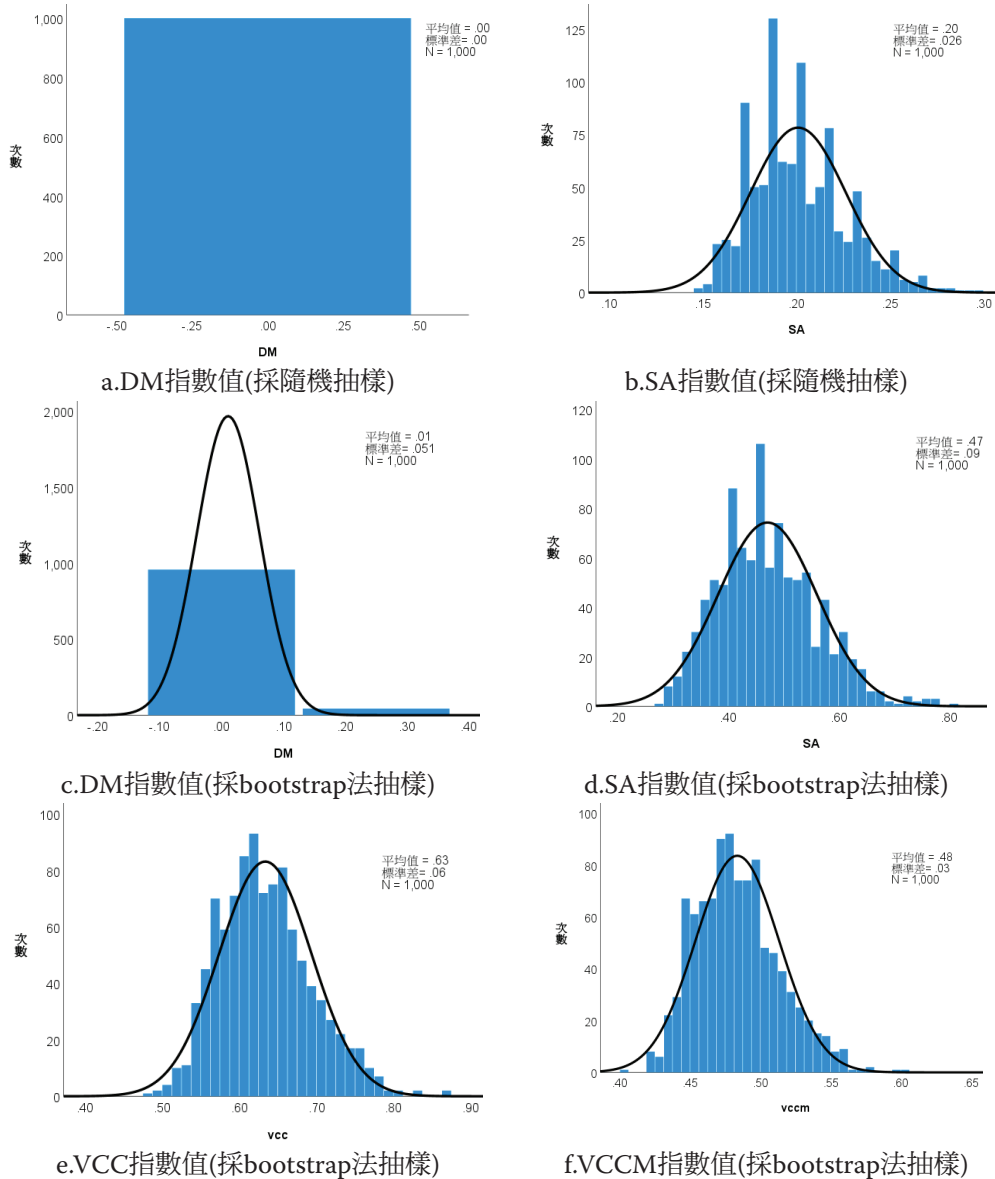 1,000
800
600
400
200
0
次數
平均值 = .00
標準差= .00
N = 1,000
-.50
-.25
.00
.25
.50
DM
a.DM指數值(採隨機抽樣)
125
100
75
50
25
0
次數
平均值 = .20
標準差= .026
N = 1,000
.10
.15
.20
.25
.30
SA
b.SA指數值(採隨機抽樣)
2,000
1,500
1,000
500
0
次數
平均值 = .01
標準差= .051
N = 1,000
-.20
-.10
.00
.10
.20
.30
.40
DM
c.DM指數值(採bootstrap法抽樣)
120
100
80
60
40
20
0
次數
平均值 = .47
標準差= .09
N = 1,000
.20
.40
.60
.80
SA
d.SA指數值(採bootstrap法抽樣)
100
80
60
40
20
0
次數
平均值 = .63
標準差= .06
N = 1,000
.40
.50
.60
.70
.80
.90
vcc
e.VCC指數值(採bootstrap法抽樣)
100
80
60
40
20
0
次數
平均值 = .48
標準差= .03
N = 1,000
.40
.45
.50
.55
.60
.65
vccm
f.VCCM指數值(採bootstrap法抽樣)